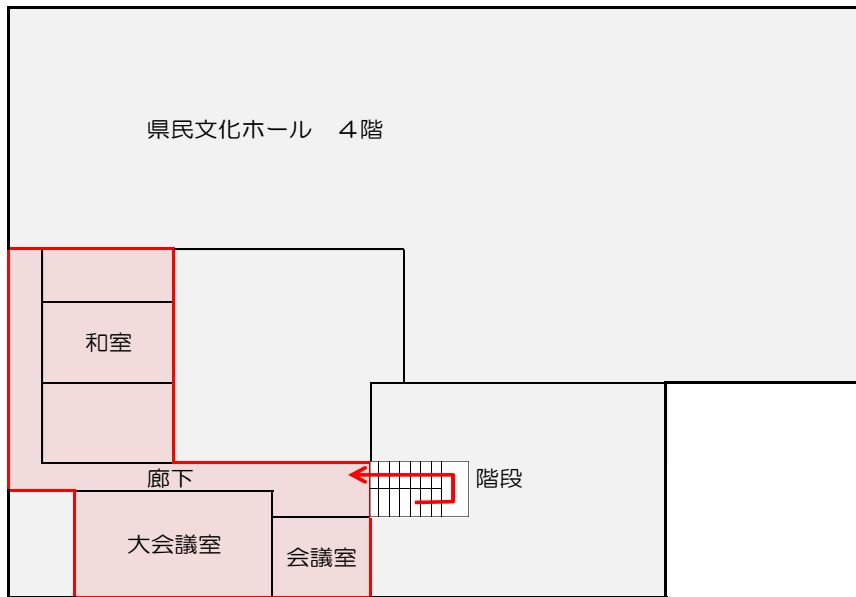 県民文化ホール　４階
和室
廊下
階段
大会議室
会議室